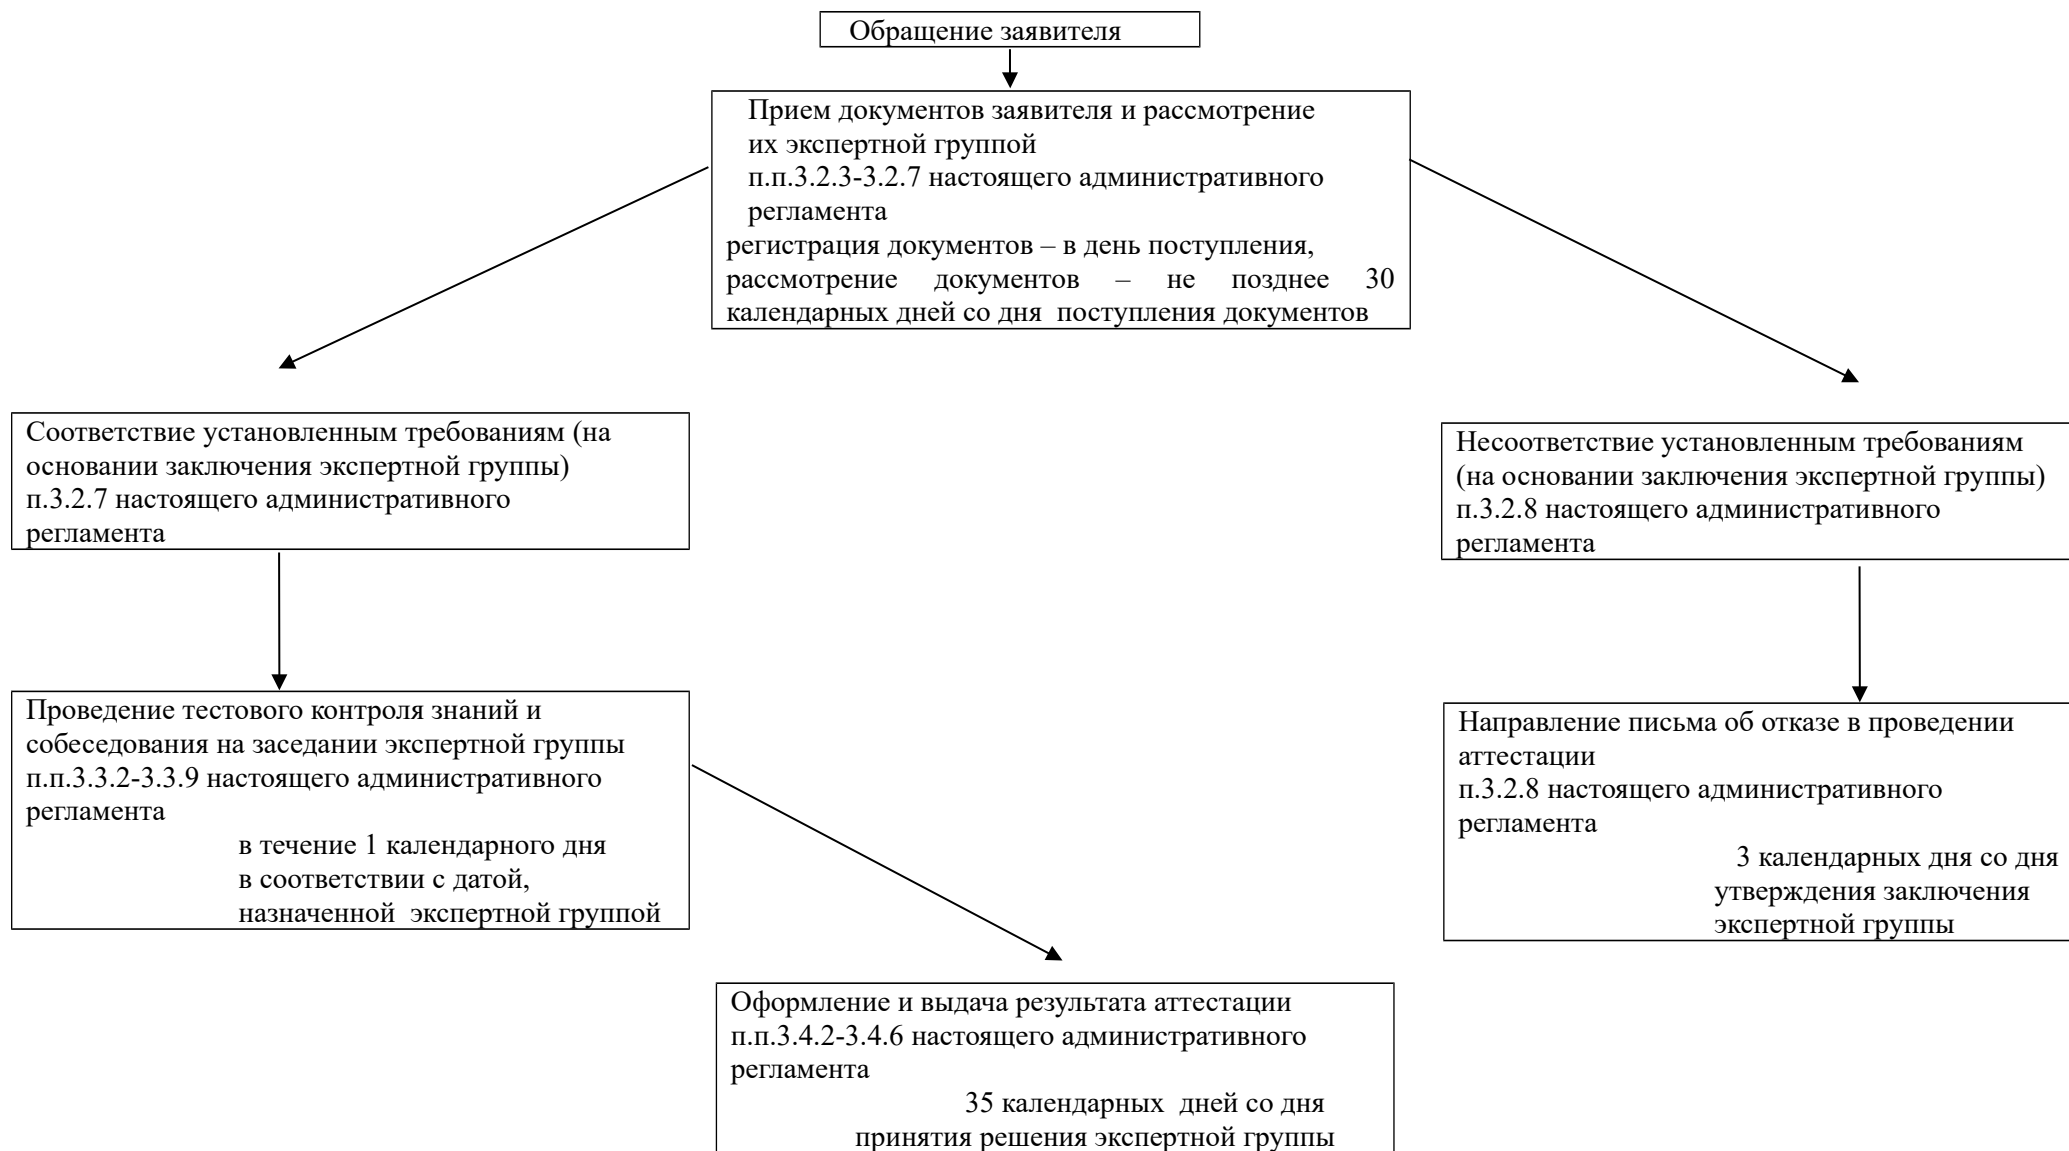 Обращение заявителя
Прием документов заявителя и рассмотрение
их экспертной группой
п.п.3.2.3-3.2.7 настоящего административного
регламента
регистрация документов – в день поступления,
рассмотрение документов – не позднее 30
календарных дней со дня поступления документов
Соответствие установленным требованиям (на
основании заключения экспертной группы)
п.3.2.7 настоящего административного
регламента
Несоответствие установленным требованиям
(на основании заключения экспертной группы)
п.3.2.8 настоящего административного
регламента
Проведение тестового контроля знаний и
собеседования на заседании экспертной группы
п.п.3.3.2-3.3.9 настоящего административного
регламента
в течение 1 календарного дня
в соответствии с датой,
назначенной экспертной группой
Направление письма об отказе в проведении
аттестации
п.3.2.8 настоящего административного
регламента
3 календарных дня со дня
утверждения заключения
экспертной группы
Оформление и выдача результата аттестации
п.п.3.4.2-3.4.6 настоящего административного
регламента
35 календарных дней со дня
принятия решения экспертной группы